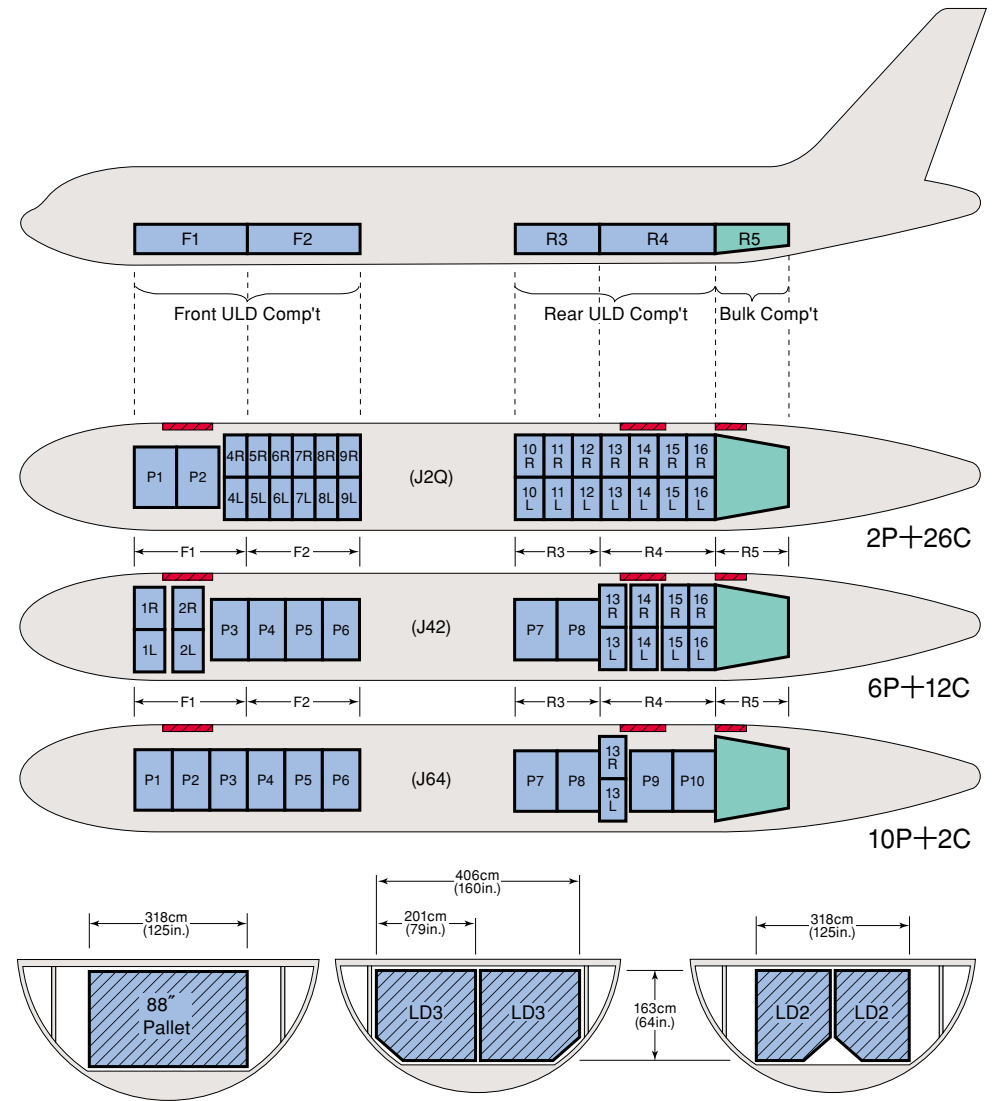 F1 F2 R3 R4 R5
Front ULD Comp't Rear ULD Comp't Bulk Comp't
4R 5R 6R 7R 8R 9R 10 R 11 R 12 R 13 R 14 R 15 R 16 R
P1 P2 (J2Q)
4L 5L 6L 7L 8L 9L 10 L 11 L 12 L 13 L 14 L 15 L 16 L
2P+26C
F1 F2 R3 R4 R5
1R 2R 13 R 14 R 15 R 16 R
P3 P4 P5 P6 (J42) P7 P8
1L 2L 13 L 14 L 15 L 16 L
6P+12C
F1 F2 R3 R4 R5
13 R
P1 P2 P3 P4 P5 P6 (J64) P7 P8 P9 P10
13 L
10P+2C
406cm
(160in.)
318cm 201cm 318cm
(125in.) (79in.) (125in.)
88″
Pallet
LD3 LD3
163cm
(64in.)
LD2 LD2